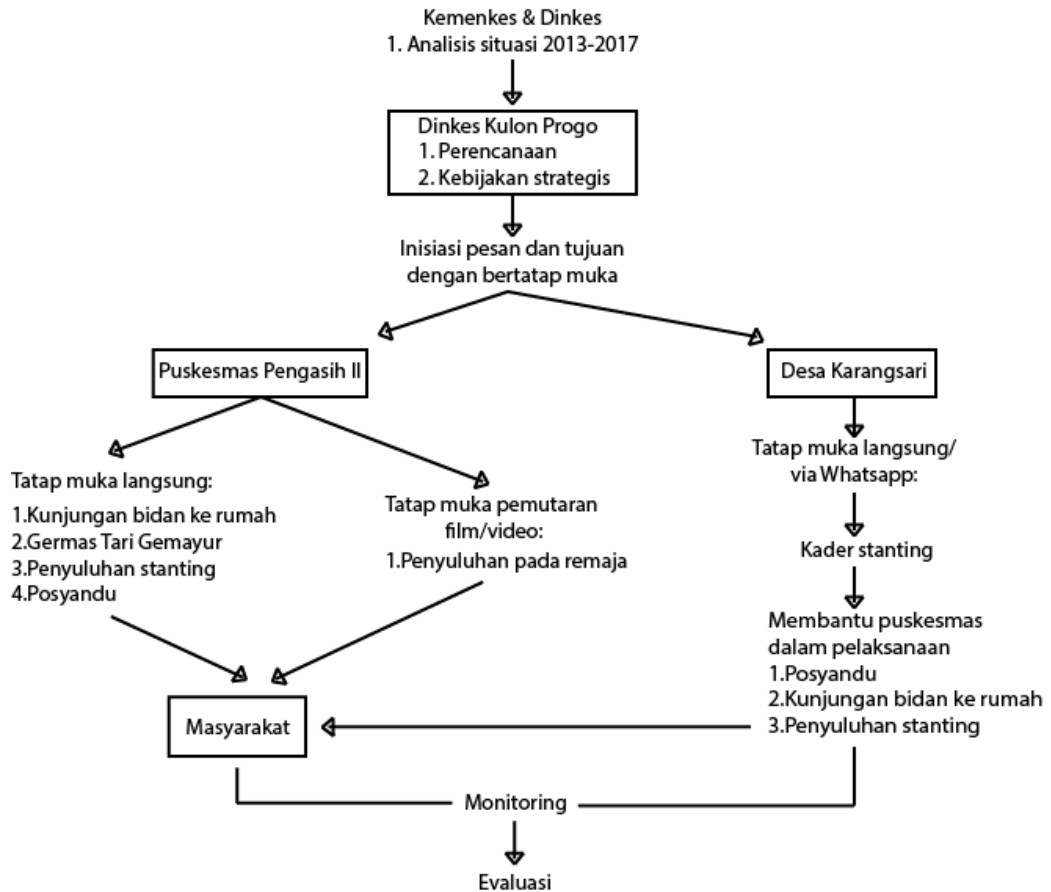 Kemenkes & Dinkes
1. Analisis situasi 2013-2017
Dinkes Kulon Progo
1. Perencanaan
2. Kebijakan strategis
Inisiasi pesan dan tujuan
dengan bertatap muka
Puskesmas Pengasih II
Desa Karangsari
Tatap muka langsung:
1.Kunjungan bidan ke rumah
2.Germas Tari Gemayur
3.Penyuluhan stanting
4.Posyandu
Tatap muka pemutaran
film/video:
1.Penyuluhan pada remaja
Tatap muka langsung/
via Whatsapp:
Kader stanting
Membantu puskesmas
dalam pelaksanaan
1.Posyandu
2.Kunjungan bidan ke rumah
3.Penyuluhan stanting
Masyarakat
Monitoring
Evaluasi